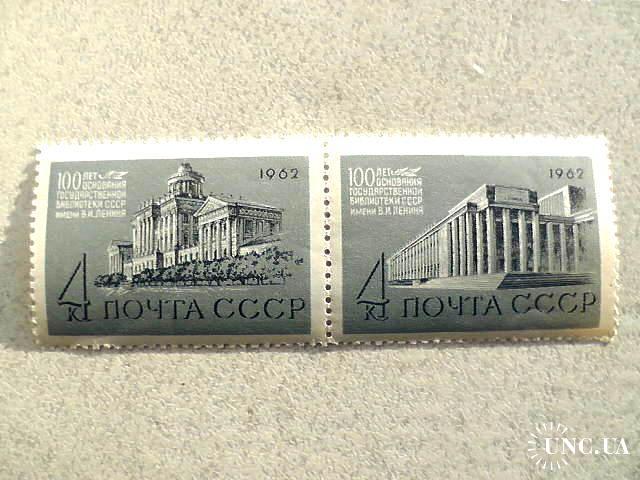 100 ЛЕТ
ОСНОВАНИЯ
ГОСУДАРСТВЕННОЙ
БИБЛИОТЕКИ СССР
ИМЕНИ В.И.ЛЕНИНА
1962
4 к
ПОЧТА СССР
100 ЛЕТ
ОСНОВАНИЯ
ГОСУДАРСТВЕННОЙ
БИБЛИОТЕКИ СССР
ИМЕНИ В.И.ЛЕНИНА
1962
4 к
ПОЧТА СССР
UNC.UA